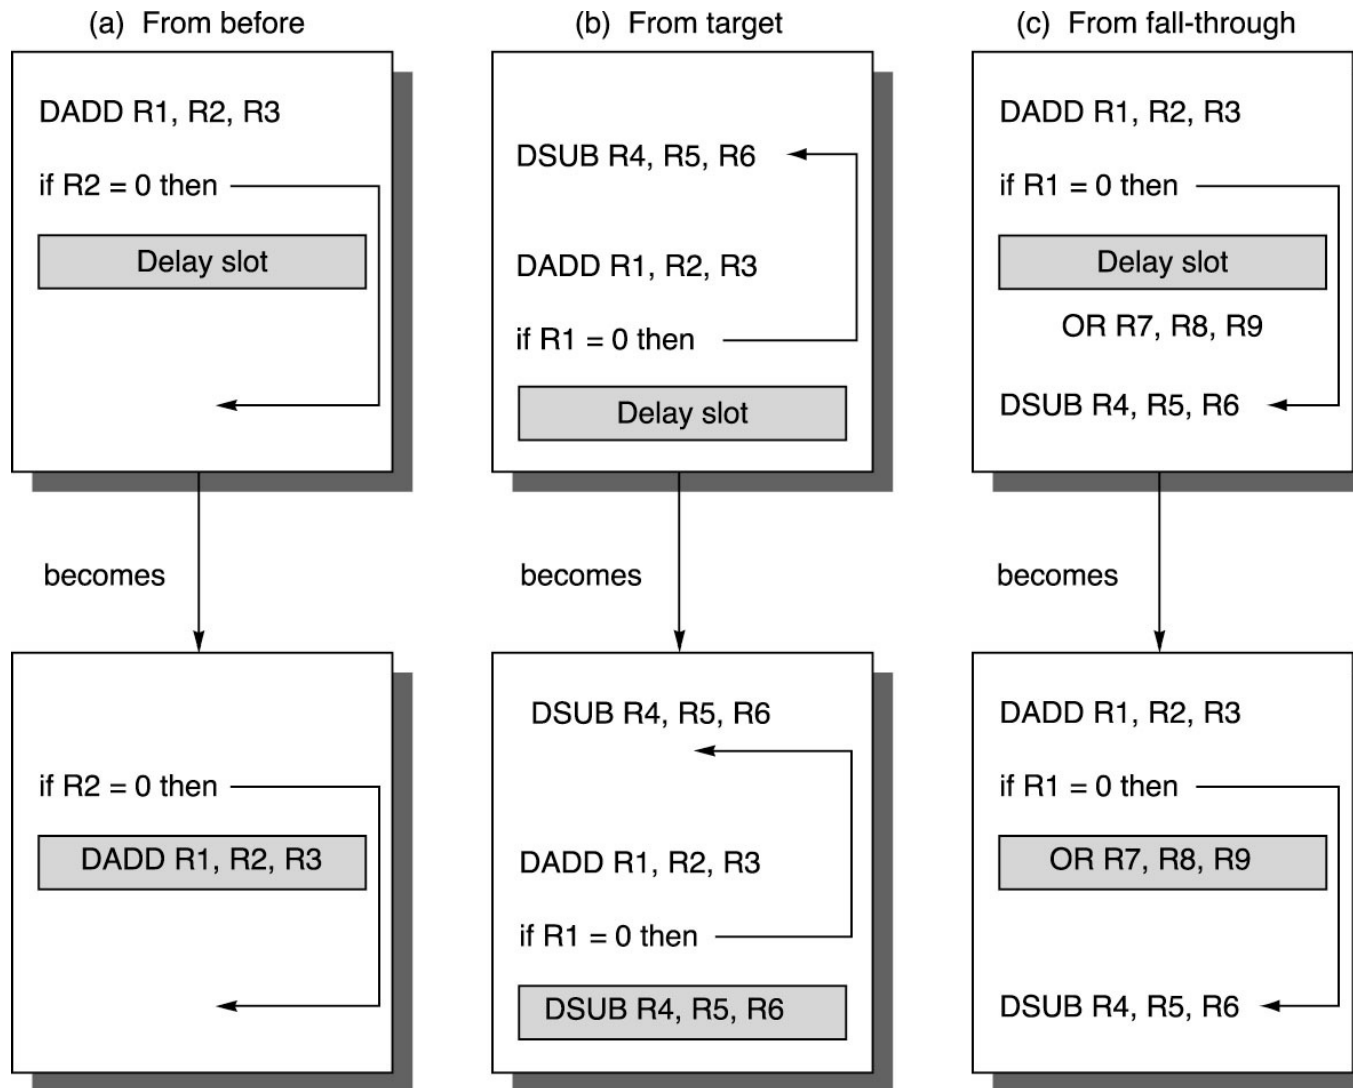 (a) From before
DADD R1, R2, R3
if R2 = 0 then
Delay slot
becomes
if R2 = 0 then
DADD R1, R2, R3
(b) From target
DSUB R4, R5, R6
DADD R1, R2, R3
if R1 = 0 then
Delay slot
becomes
DSUB R4, R5, R6
DADD R1, R2, R3
if R1 = 0 then
DSUB R4, R5, R6
(c) From fall-through
DADD R1, R2, R3
if R1 = 0 then
Delay slot
OR R7, R8, R9
DSUB R4, R5, R6
becomes
DADD R1, R2, R3
if R1 = 0 then
OR R7, R8, R9
DSUB R4, R5, R6